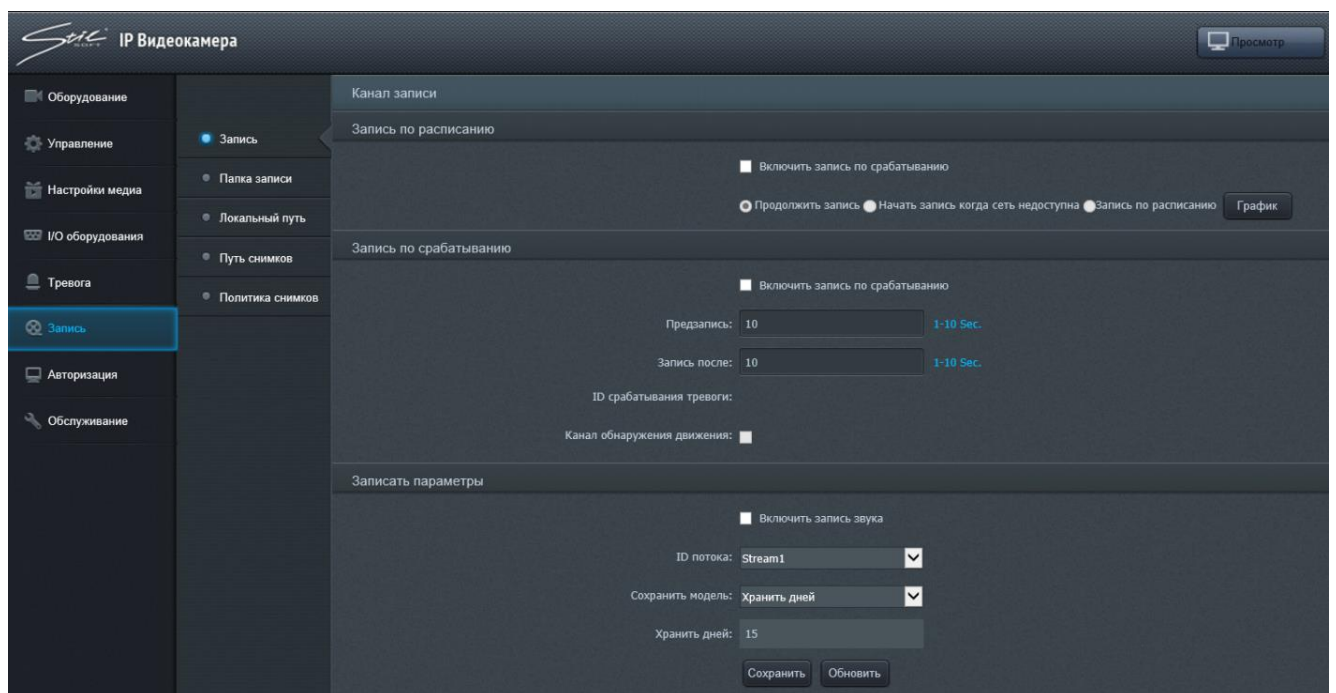 Stil SOFT IP Видеокамера
Просмотр
Оборудование
Управление
Настройки медиа
I/O оборудования
Тревога
Запись
Авторизация
Обслуживание
Запись
Папка записи
Локальный путь
Путь снимков
Политика снимков
Канал записи
Запись по расписанию
Включить запись по срабатыванию
Продолжить запись Начать запись когда сеть недоступна Запись по расписанию График
Запись по срабатыванию
Включить запись по срабатыванию
Предзапись: 10 1-10 Sec.
Запись после: 10 1-10 Sec.
ID срабатывания тревоги:
Канал обнаружения движения:
Записать параметры
Включить запись звука
ID потока: Stream1
Сохранить модель: Хранить дней
Хранить дней: 15
Сохранить Обновить